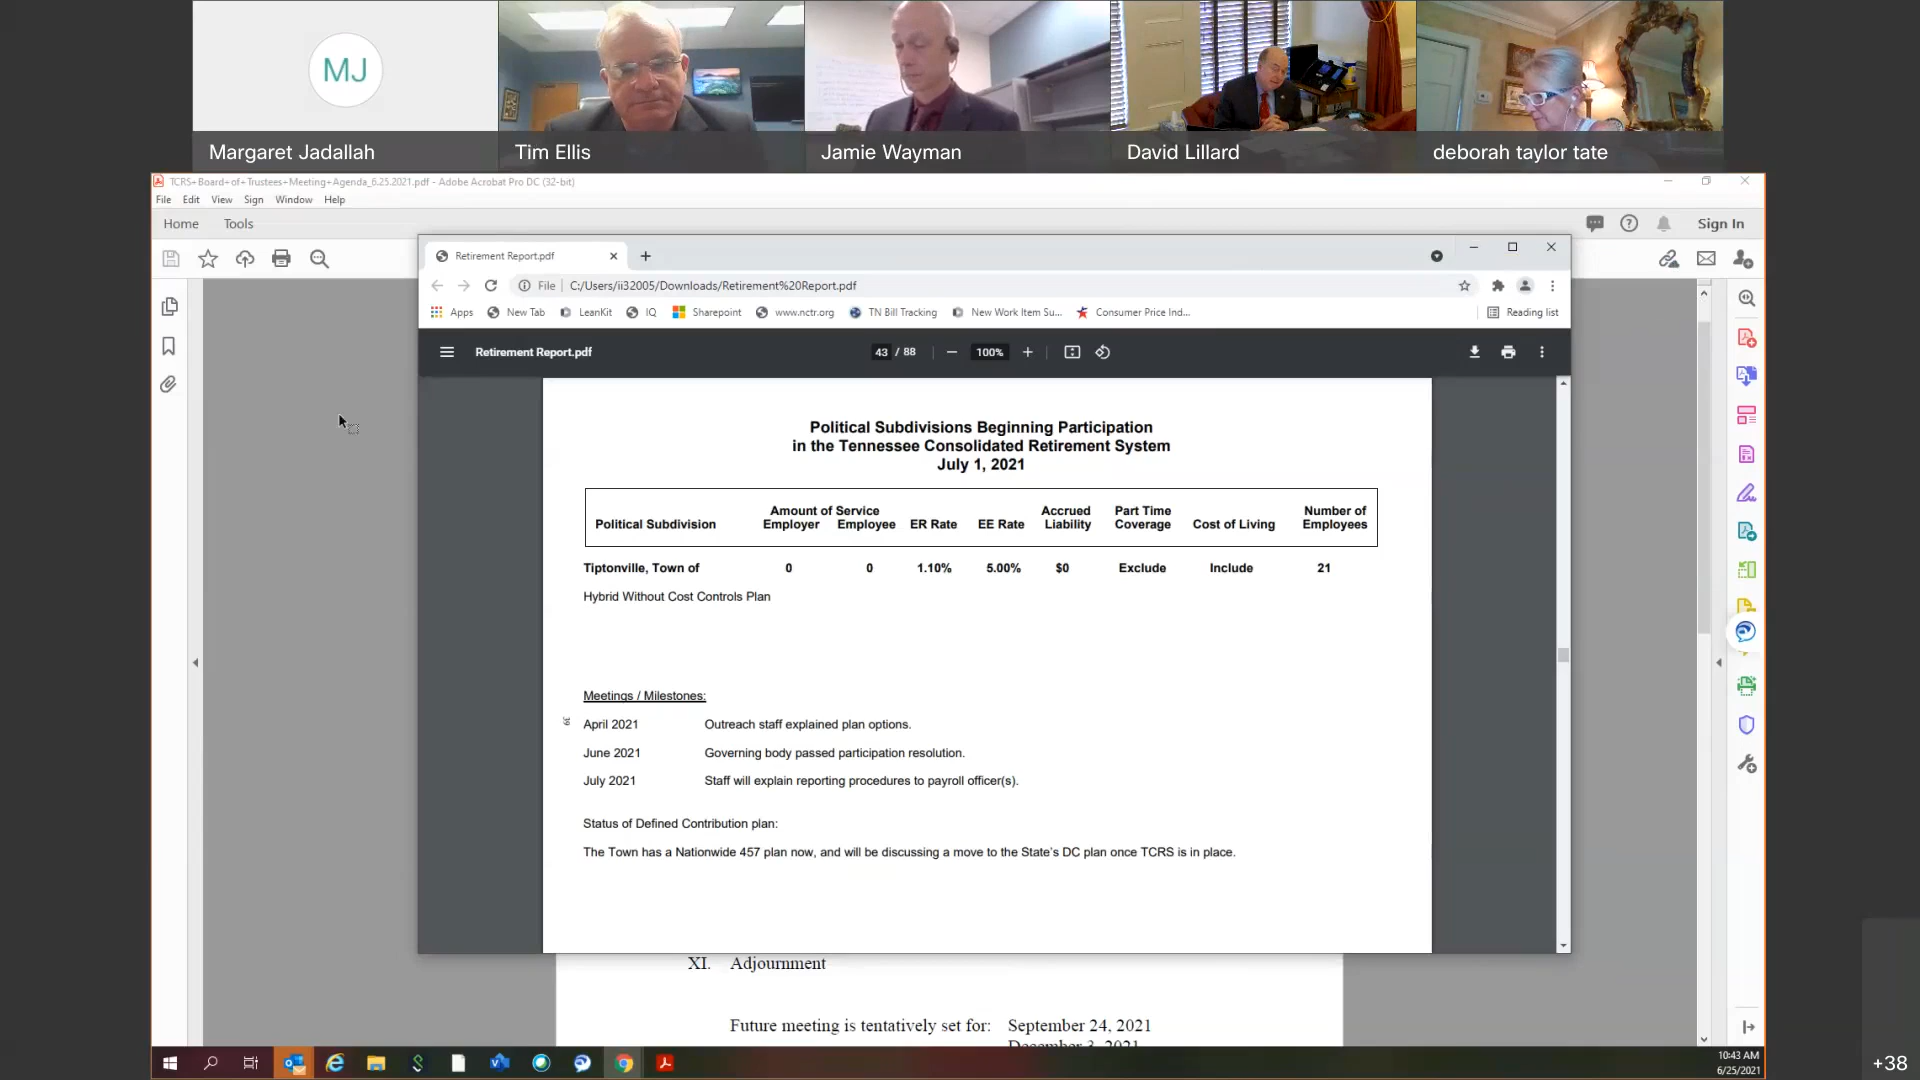 MJ
Margaret Jadallah
Tim Ellis
Jamie Wayman
David Lillard
deborah taylor tate
TCRS+Board+of+Trustees+Meeting+Agenda_6.25.2021.pdf - Adobe Acrobat Pro DC (32-bit)
File Edit View Sign Window Help
Home Tools
Sign In
Retirement Report.pdf
File | C:/Users/ii32005/Downloads/Retirement%20Report.pdf
Apps New Tab LeanKit IQ Sharepoint www.nctr.org TN Bill Tracking New Work Item Su... Consumer Price Ind... Reading list
Retirement Report.pdf 43 / 88 100%
Political Subdivisions Beginning Participation
in the Tennessee Consolidated Retirement System
July 1, 2021
Amount of Service Accrued Part Time Number of
Political Subdivision Employer Employee ER Rate EE Rate Liability Coverage Cost of Living Employees
Tiptonville, Town of 0 0 1.10% 5.00% $0 Exclude Include 21
Hybrid Without Cost Controls Plan
Meetings / Milestones:
April 2021 Outreach staff explained plan options.
June 2021 Governing body passed participation resolution.
July 2021 Staff will explain reporting procedures to payroll officer(s).
Status of Defined Contribution plan:
The Town has a Nationwide 457 plan now, and will be discussing a move to the State's DC plan once TCRS is in place.
XI. Adjournment
Future meeting is tentatively set for: September 24, 2021
December 3, 2021
10:43 AM
6/25/2021
+38